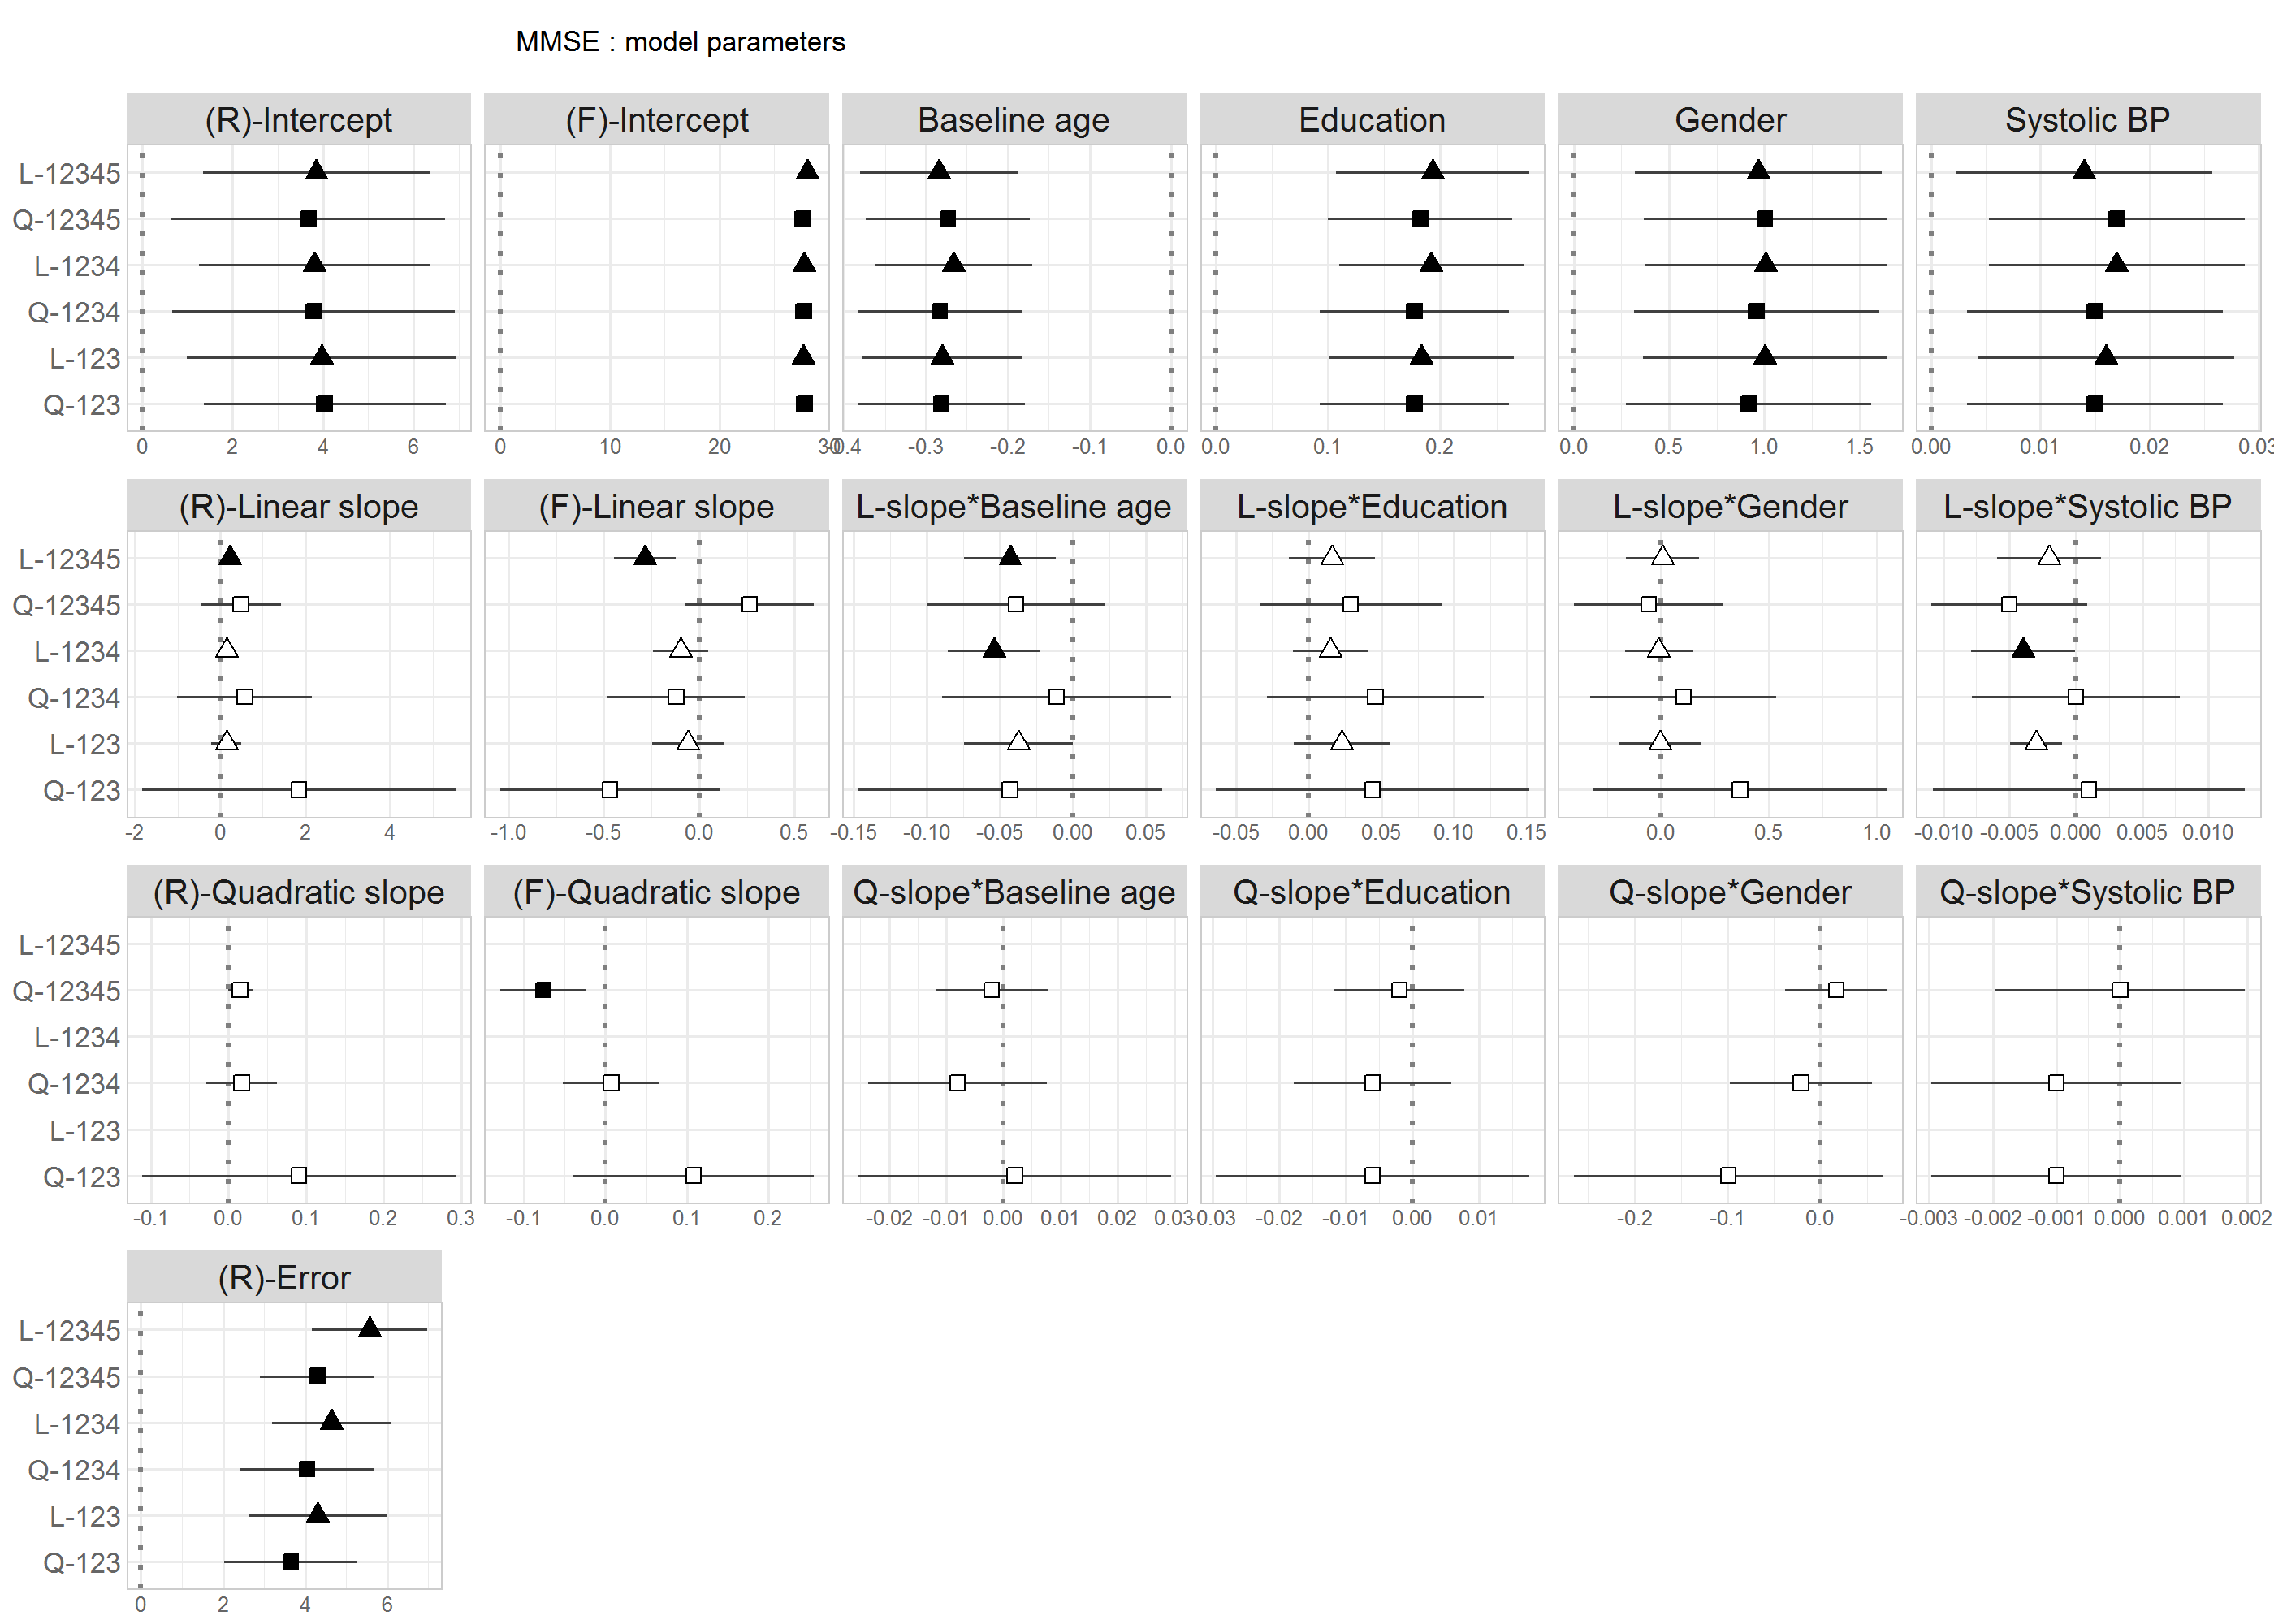 MMSE : model parameters
(R)-Intercept (F)-Intercept Baseline age Education Gender Systolic BP
L-12345
Q-12345
L-1234
Q-1234
L-123
Q-123
0 2 4 6 0 10 20 30 -0.4 -0.3 -0.2 -0.1 0.0 0.0 0.1 0.2 0.0 0.5 1.0 1.5 0.00 0.01 0.02 0.03
(R)-Linear slope (F)-Linear slope L-slope*Baseline age L-slope*Education L-slope*Gender L-slope*Systolic BP
L-12345
Q-12345
L-1234
Q-1234
L-123
Q-123
-2 0 2 4 -1.0 -0.5 0.0 0.5 -0.15 -0.10 -0.05 0.00 0.05 -0.05 0.00 0.05 0.10 0.15 0.0 0.5 1.0 -0.010 -0.005 0.000 0.005 0.010
(R)-Quadratic slope (F)-Quadratic slope Q-slope*Baseline age Q-slope*Education Q-slope*Gender Q-slope*Systolic BP
L-12345
Q-12345
L-1234
Q-1234
L-123
Q-123
-0.1 0.0 0.1 0.2 0.3 -0.1 0.0 0.1 0.2 -0.02 -0.01 0.00 0.01 0.02 0.03 -0.03 -0.02 -0.01 0.00 0.01 -0.2 -0.1 0.0 -0.003 -0.002 -0.001 0.000 0.001 0.002
(R)-Error
L-12345
Q-12345
L-1234
Q-1234
L-123
Q-123
0 2 4 6